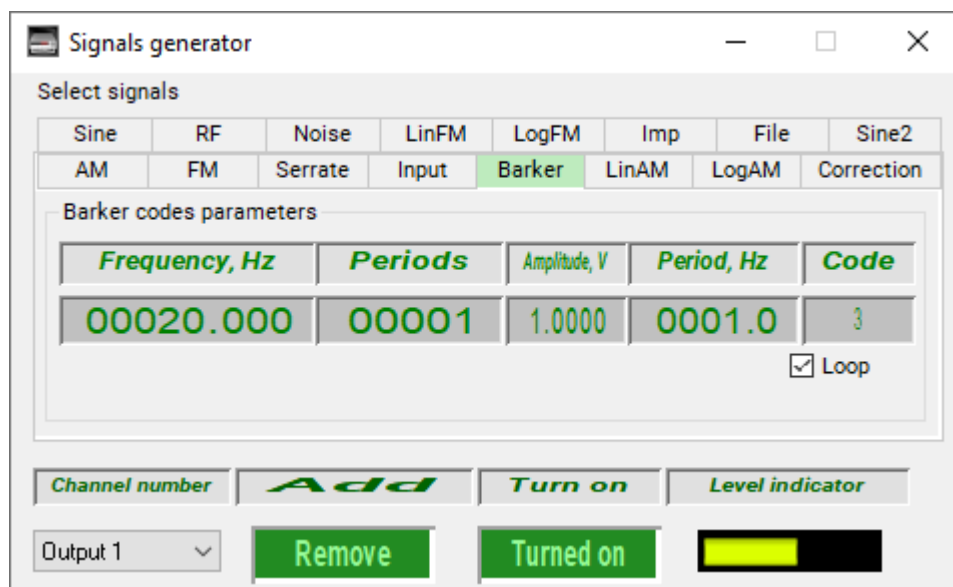 Signals generator
Select signals
Sine RF Noise LinFM LogFM Imp File Sine2
AM FM Serrate Input Barker LinAM LogAM Correction
Barker codes parameters
Frequency, Hz Periods Amplitude, V Period, Hz Code
00020.000 00001 1.0000 0001.0 3
Loop
Channel number Add Turn on Level indicator
Output 1 Remove Turned on